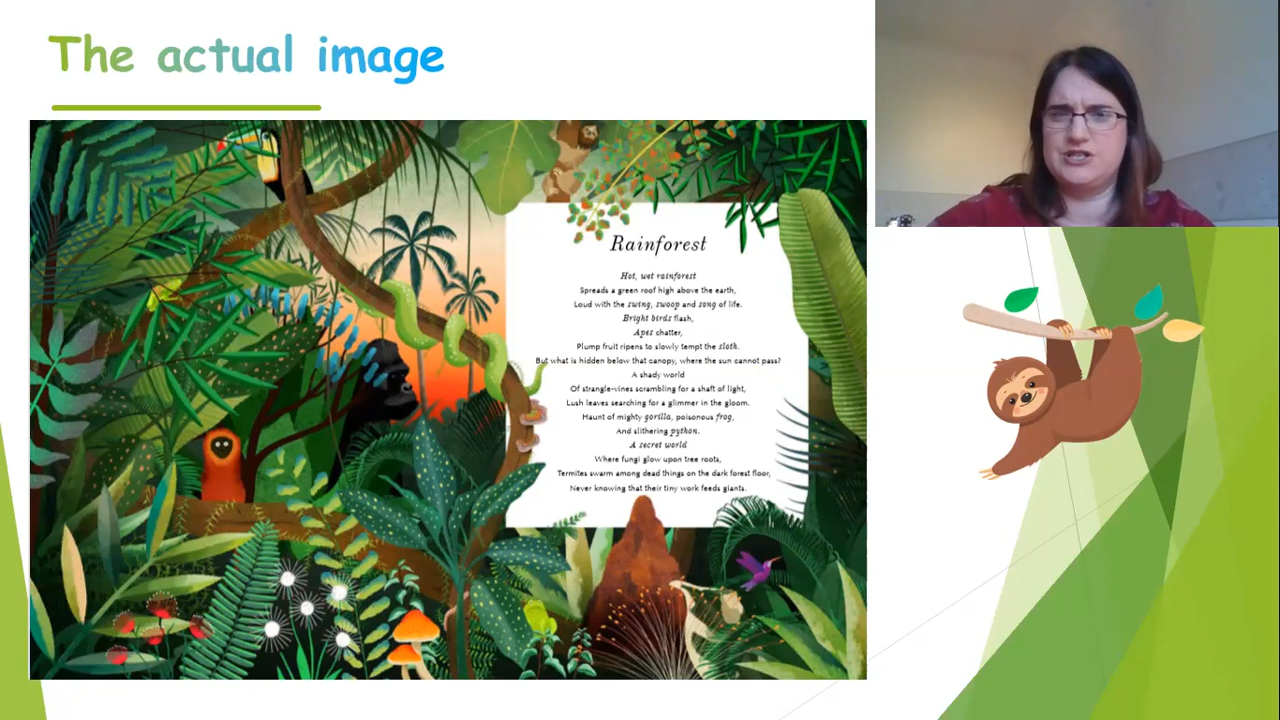 The actual image
Rainforest
Hot, wet rainforest
Spreads a green roof high above the earth,
Loud with the swing, swoop and song of life.
Bright birds flash,
Apes chatter,
Plump fruit ripens to slowly tempt the sloth.
But what is hidden below that canopy, where the sun cannot pass?
A shady world
Of strangle-vines scrambling for a shaft of light,
Lush leaves searching for a glimmer in the gloom.
Haunt of mighty gorilla, poisonous frog,
And slithering python.
A secret world
Where fungi glow upon tree roots,
Termites swarm among dead things on the dark forest floor,
Never knowing that their tiny work feeds giants.